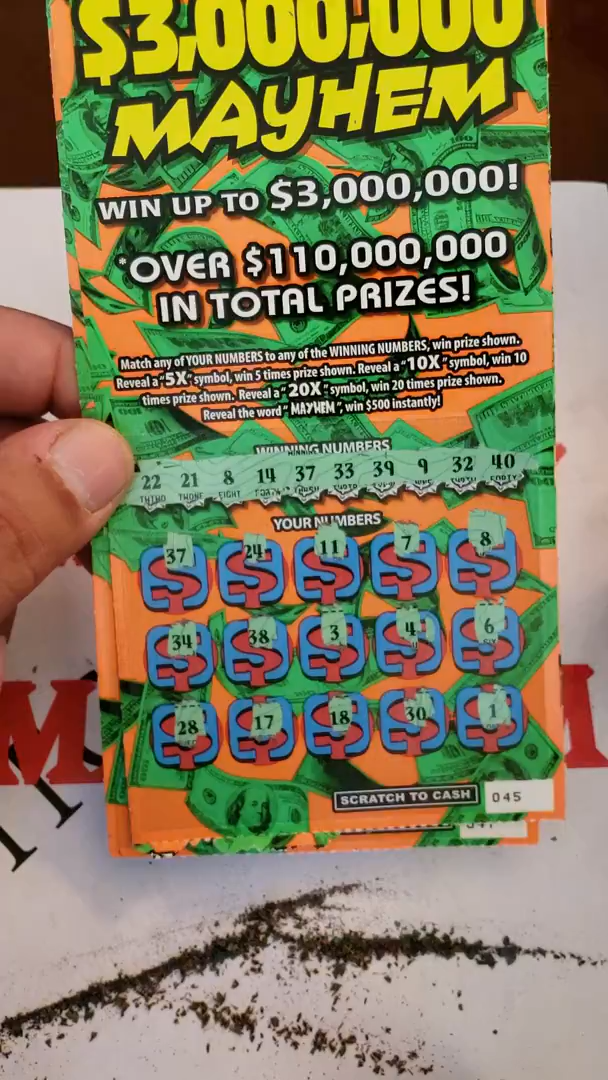 $3,000,000
MAYHEM
WIN UP TO $3,000,000!
*OVER $110,000,000
IN TOTAL PRIZES!
Match any of YOUR NUMBERS to any of the WINNING NUMBERS, win prize shown.
Reveal a "5X" symbol, win 5 times prize shown. Reveal a "10X" symbol, win 10
times prize shown. Reveal a "20X" symbol, win 20 times prize shown.
Reveal the word "MAYHEM", win $500 instantly!
WINNING NUMBERS
22 21 8 14 37 33 39 9 32 40
TWTWO TWONE EIGHT FORTY
YOUR NUMBERS
37 24 11 7 8
34 38 3 4 6
SIX
28 17 18 30 1
SCRATCH TO CASH 045